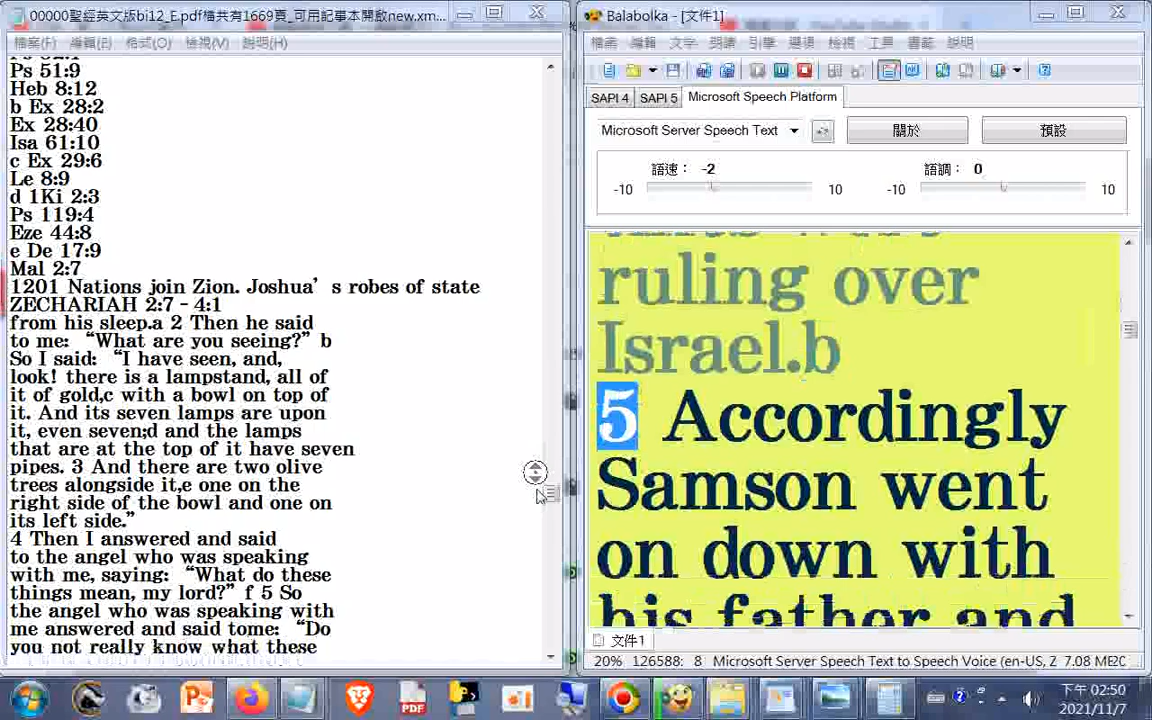 00000聖經英文版bi12_E.pdf檔共有1669頁_可用記事本開啟new.xm...
檔案(F) 編輯(E) 格式(O) 檢視(V) 說明(H)
Ps 51:9
Heb 8:12
b Ex 28:2
Ex 28:40
Isa 61:10
c Ex 29:6
Le 8:9
d 1Ki 2:3
Ps 119:4
Eze 44:8
e De 17:9
Mal 2:7
1201 Nations join Zion. Joshua’s robes of state
ZECHARIAH 2:7–4:1
from his sleep.a 2 Then he said
to me: “What are you seeing?” b
So I said: “I have seen, and,
look! there is a lampstand, all of
it of gold,c with a bowl on top of
it. And its seven lamps are upon
it, even seven;d and the lamps
that are at the top of it have seven
pipes. 3 And there are two olive
trees alongside it,e one on the
right side of the bowl and one on
its left side.”
4 Then I answered and said
to the angel who was speaking
with me, saying: “What do these
things mean, my lord?” f 5 So
the angel who was speaking with
me answered and said tome: “Do
you not really know what these
Balabolka - [文件1]
檔案 編輯 文字 朗讀 引擎 選項 檢視 工具 書籤 說明
SAPI 4 SAPI 5 Microsoft Speech Platform
Microsoft Server Speech Text 關於 預設
語速： -2 語調： 0
-10 10 -10 10
ruling over
Israel.b
5 Accordingly
Samson went
on down with
his father and
文件1
20% 126588: 8 Microsoft Server Speech Text to Speech Voice (en-US, Z 7.08 ME
下午 02:50
2021/11/7